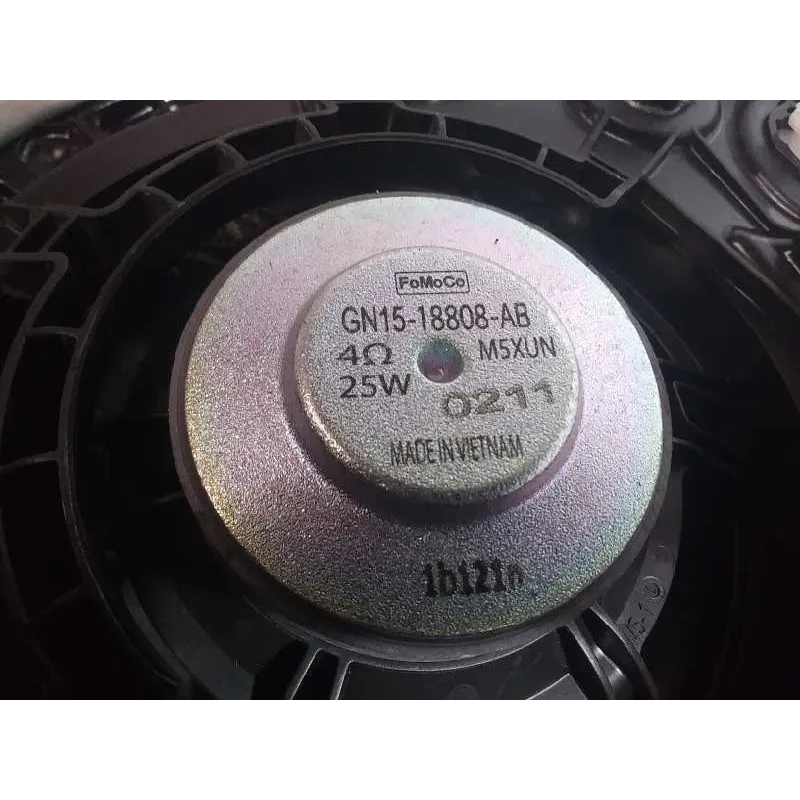 FoMoCo
GN15-18808-AB
4Ω M5XUN
25W 0211
MADE IN VIETNAM
1b121n